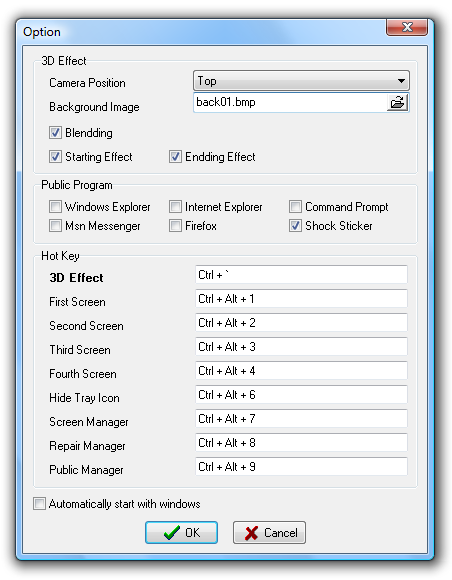 Option
3D Effect
Camera Position Top
Background Image back01.bmp
Blendding
Starting Effect Endding Effect
Public Program
Windows Explorer Internet Explorer Command Prompt
Msn Messenger Firefox Shock Sticker
Hot Key
3D Effect Ctrl + `
First Screen Ctrl + Alt + 1
Second Screen Ctrl + Alt + 2
Third Screen Ctrl + Alt + 3
Fourth Screen Ctrl + Alt + 4
Hide Tray Icon Ctrl + Alt + 6
Screen Manager Ctrl + Alt + 7
Repair Manager Ctrl + Alt + 8
Public Manager Ctrl + Alt + 9
Automatically start with windows
OK Cancel